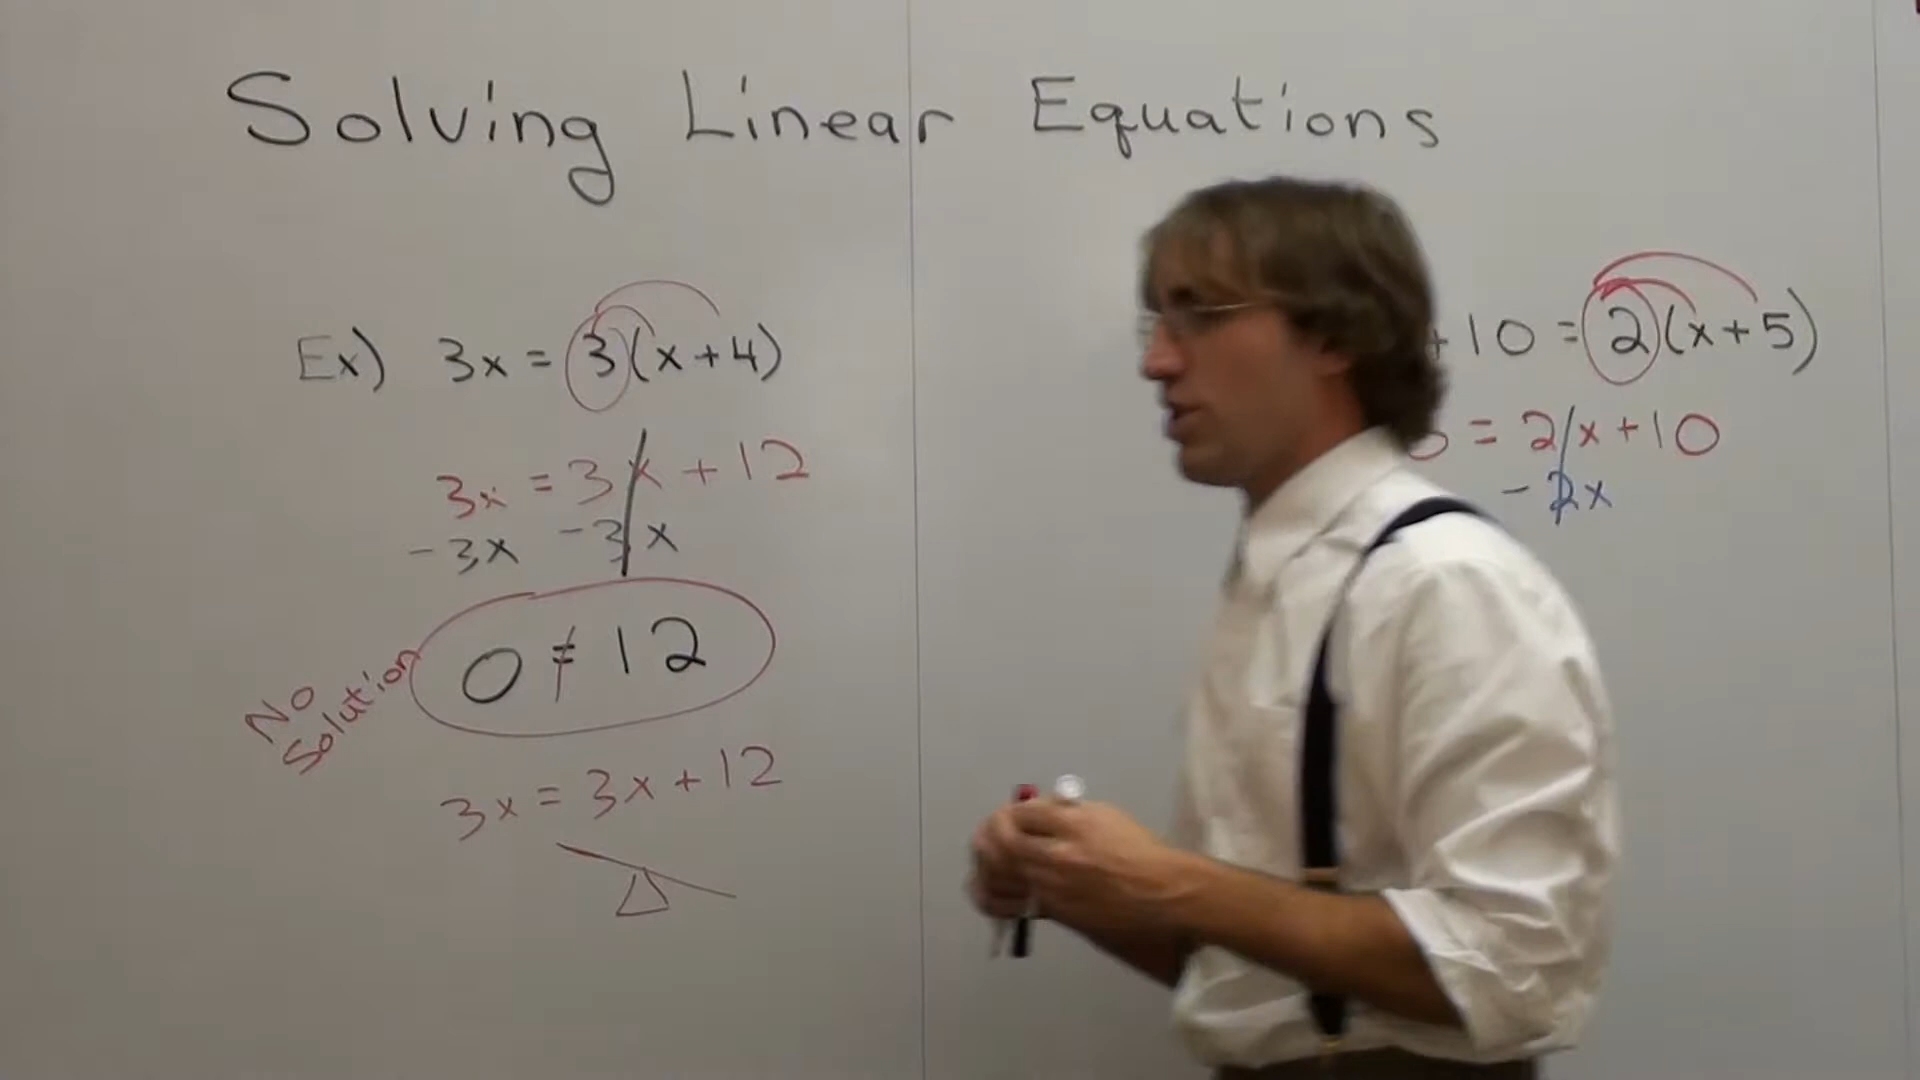 Solving Linear Equations
Ex) 3x = 3(x+4)
3x = 3x + 12
-3x -3x
0 ≠ 12
No
Solution
3x = 3x + 12
+10 = 2(x+5)
= 2x+10
-2x